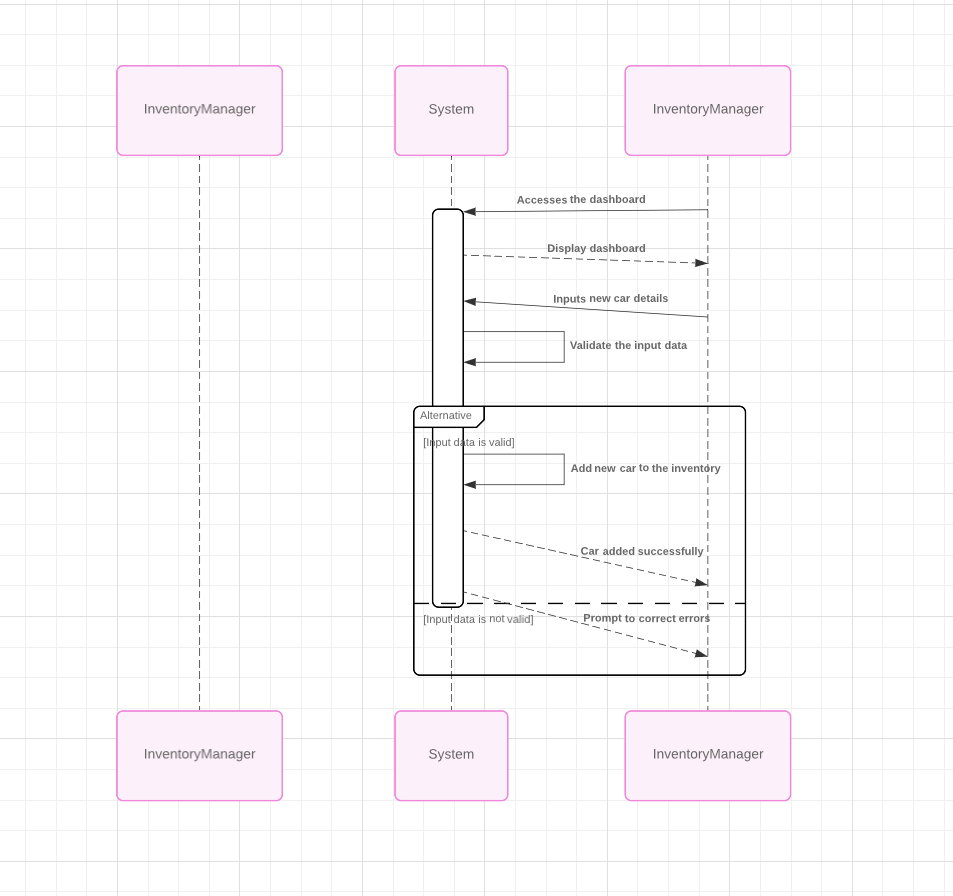 InventoryManager
System
InventoryManager
Accesses the dashboard
Display dashboard
Inputs new car details
Validate the input data
Alternative
[Input data is valid]
Add new car to the inventory
Car added successfully
[Input data is not valid]
Prompt to correct errors
InventoryManager
System
InventoryManager